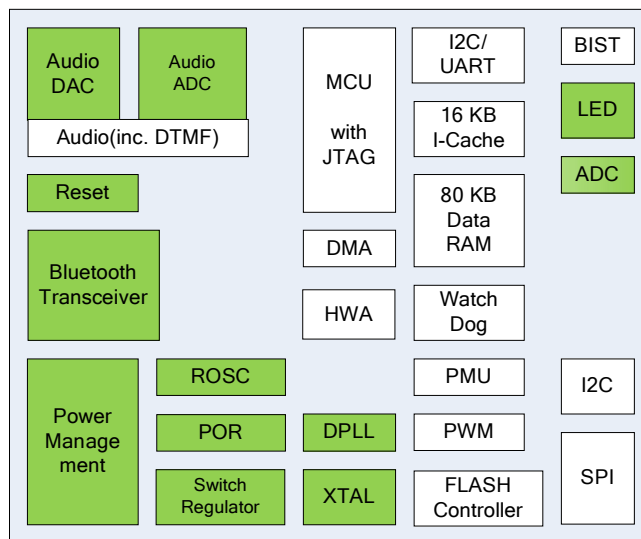 Audio
DAC
Audio
ADC
Audio(inc. DTMF)
Reset
Bluetooth
Transceiver
Power
Manage
ment
ROSC
POR
Switch
Regulator
MCU
with
JTAG
DMA
HWA
DPLL
XTAL
I2C/
UART
16 KB
I-Cache
80 KB
Data
RAM
Watch
Dog
PMU
PWM
FLASH
Controller
BIST
LED
ADC
I2C
SPI